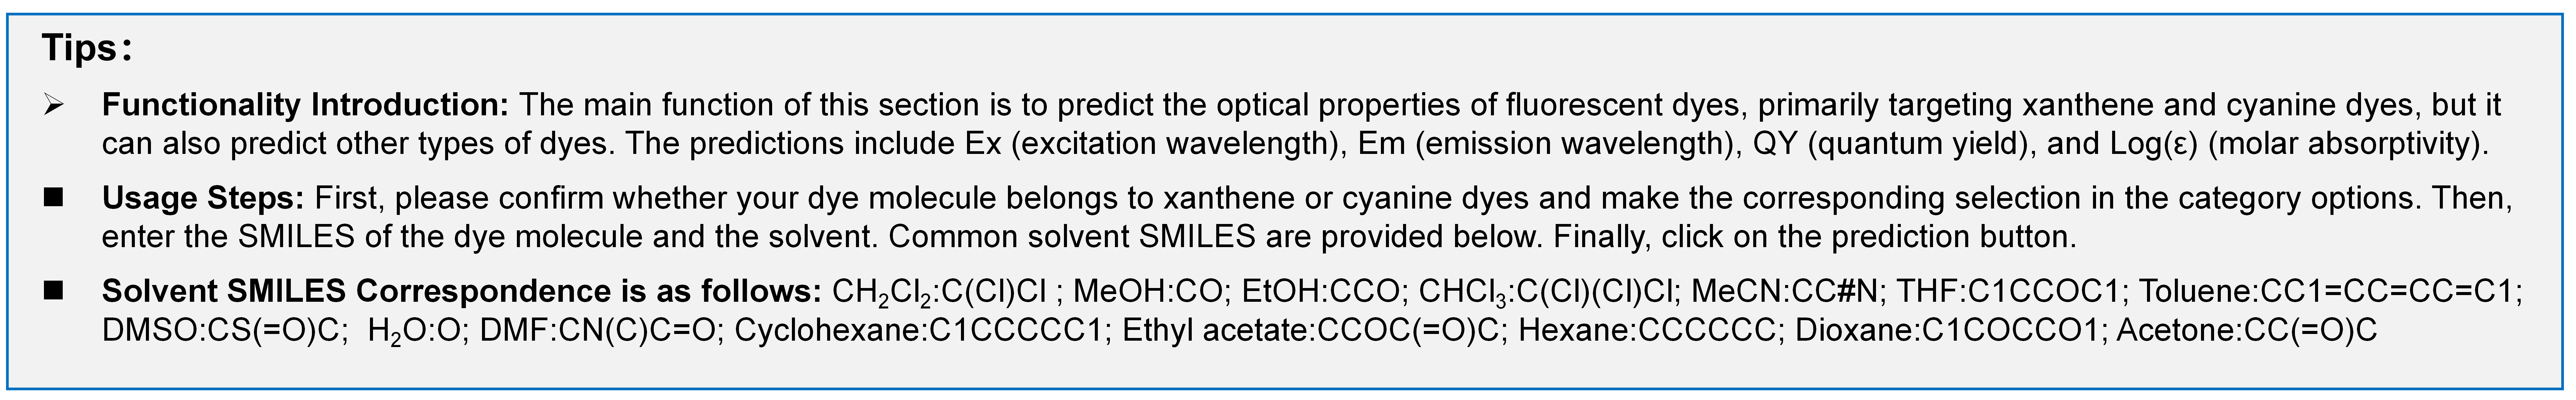 Tips:
➢ Functionality Introduction: The main function of this section is to predict the optical properties of fluorescent dyes, primarily targeting xanthene and cyanine dyes, but it
can also predict other types of dyes. The predictions include Ex (excitation wavelength), Em (emission wavelength), QY (quantum yield), and Log(ε) (molar absorptivity).
■ Usage Steps: First, please confirm whether your dye molecule belongs to xanthene or cyanine dyes and make the corresponding selection in the category options. Then,
enter the SMILES of the dye molecule and the solvent. Common solvent SMILES are provided below. Finally, click on the prediction button.
■ Solvent SMILES Correspondence is as follows: CH₂Cl₂:C(Cl)Cl ; MeOH:CO; EtOH:CCO; CHCl₃:C(Cl)(Cl)Cl; MeCN:CC#N; THF:C1CCOC1; Toluene:CC1=CC=CC=C1;
DMSO:CS(=O)C; H₂O:O; DMF:CN(C)C=O; Cyclohexane:C1CCCCC1; Ethyl acetate:CCOC(=O)C; Hexane:CCCCCC; Dioxane:C1COCCO1; Acetone:CC(=O)C